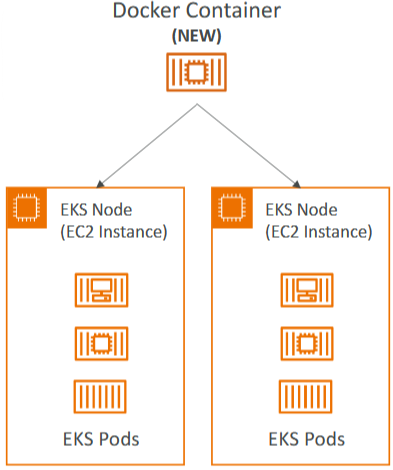 Docker Container
(NEW)
EKS Node
(EC2 Instance)
EKS Pods
EKS Node
(EC2 Instance)
EKS Pods